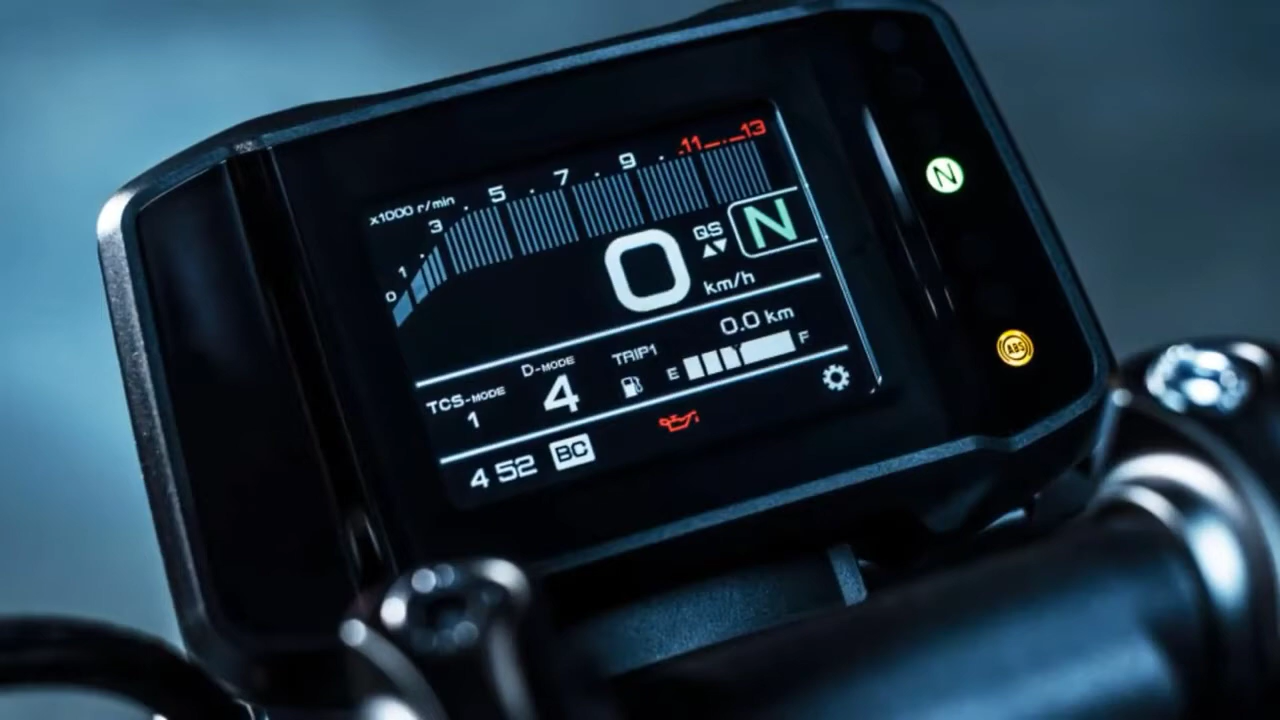 x1000 r/min
0 1 3 5 7 9 11 13
0 km/h
QS
N
N
0.0 km
TCS-MODE
1
D-MODE
4
TRIP1
E F
ABS
4 52 BC